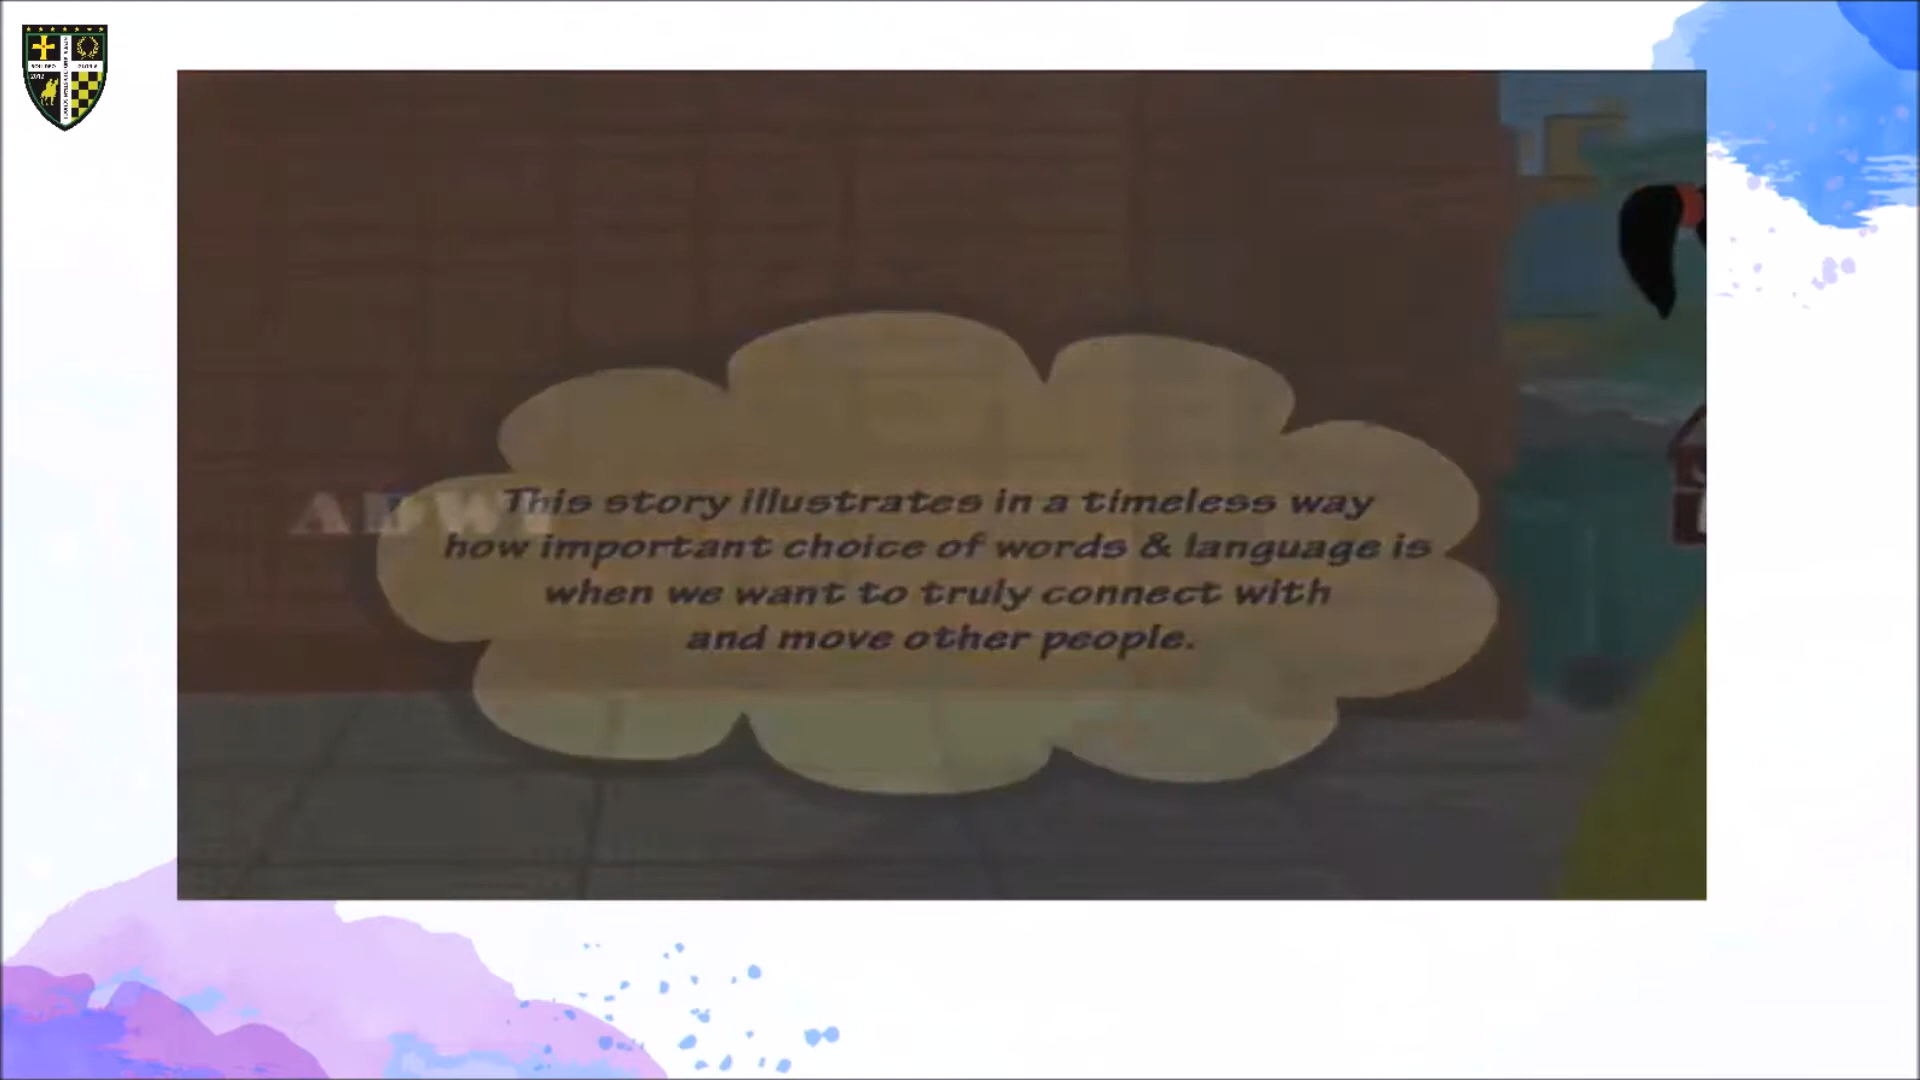 2012
This story illustrates in a timeless way
how important choice of words & language is
when we want to truly connect with
and move other people.